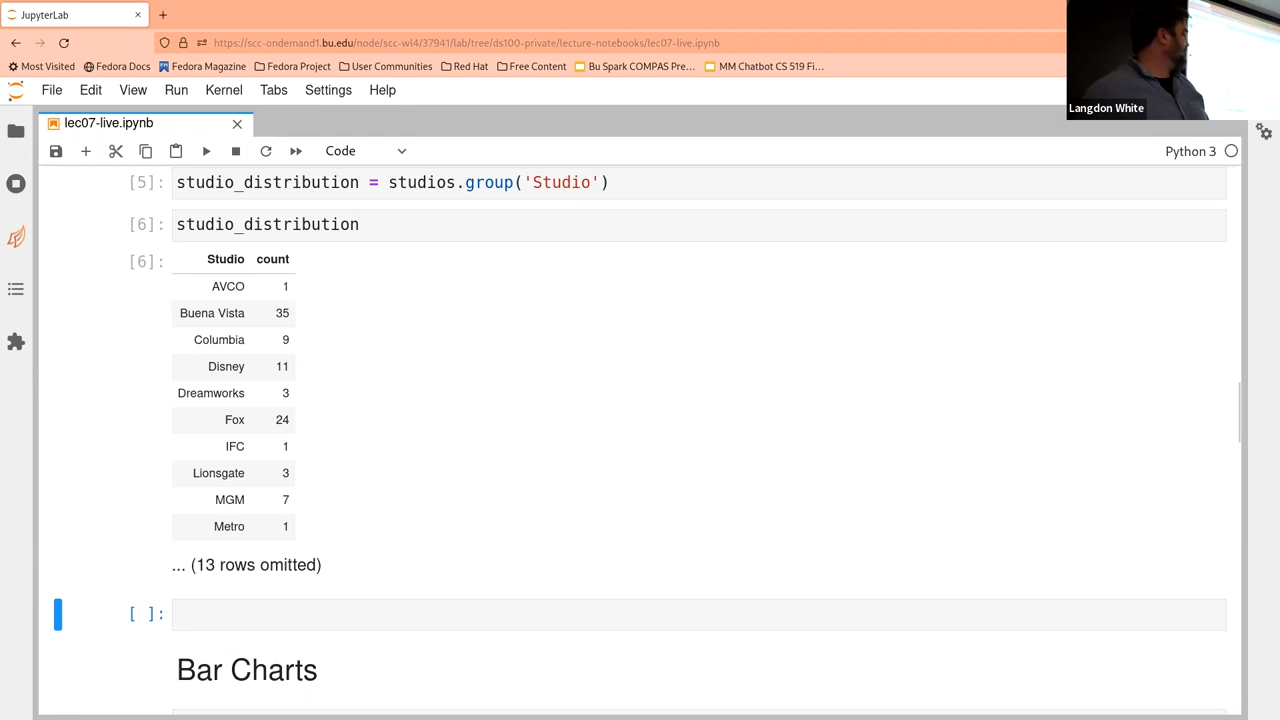 JupyterLab
https://scc-ondemand1.bu.edu/node/scc-wl4/37941/lab/tree/ds100-private/lecture-notebooks/lec07-live.ipynb
Most Visited Fedora Docs Fedora Magazine Fedora Project User Communities Red Hat Free Content Bu Spark COMPAS Pre... MM Chatbot CS 519 Fi...
Langdon White
File Edit View Run Kernel Tabs Settings Help
lec07-live.ipynb
Code Python 3
[5]: studio_distribution = studios.group('Studio')
[6]: studio_distribution
[6]: Studio count
AVCO 1
Buena Vista 35
Columbia 9
Disney 11
Dreamworks 3
Fox 24
IFC 1
Lionsgate 3
MGM 7
Metro 1
... (13 rows omitted)
[ ]:
Bar Charts